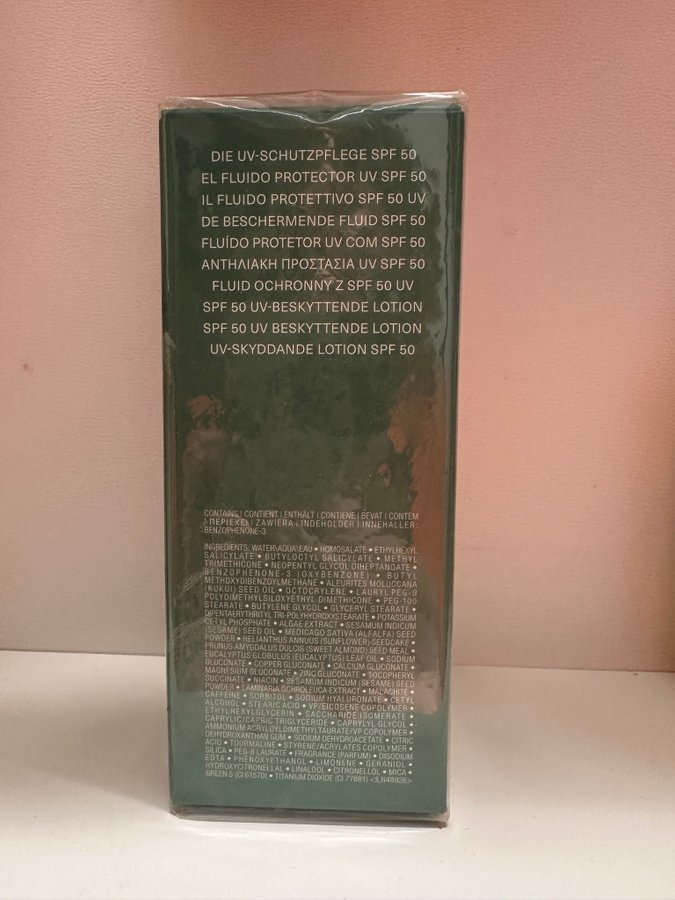 DIE UV-SCHUTZPFLEGE SPF 50
EL FLUIDO PROTECTOR UV SPF 50
IL FLUIDO PROTETTIVO SPF 50 UV
DE BESCHERMENDE FLUID SPF 50
FLUÍDO PROTETOR UV COM SPF 50
ΑΝΤΗΛΙΑΚΗ ΠΡΟΣΤΑΣΙΑ UV SPF 50
FLUID OCHRONNY Z SPF 50 UV
SPF 50 UV-BESKYTTENDE LOTION
SPF 50 UV BESKYTTENDE LOTION
UV-SKYDDANDE LOTION SPF 50
CONTAINS | CONTIENT | ENTHÄLT | CONTIENE | BEVAT | CONTÉM
| ΠΕΡΙΕΧΕΙ | ZAWIERA | INDEHOLDER | INNEHÅLLER:
BENZOPHENONE-3
INGREDIENTS: WATER\AQUA\EAU • HOMOSALATE • ETHYLHEXYL
SALICYLATE • BUTYLOCTYL SALICYLATE • METHYL
TRIMETHICONE • NEOPENTYL GLYCOL DIHEPTANOATE •
BENZOPHENONE-3 (OXYBENZONE) • BUTYL
METHOXYDIBENZOYLMETHANE • ALEURITES MOLUCCANA
(KUKUI) SEED OIL • OCTOCRYLENE • LAURYL PEG-9
POLYDIMETHYLSILOXYETHYL DIMETHICONE • PEG-100
STEARATE • BUTYLENE GLYCOL • GLYCERYL STEARATE •
DIPENTAERYTHRITYL TRI-POLYHYDROXYSTEARATE • POTASSIUM
CETYL PHOSPHATE • ALGAE EXTRACT • SESAMUM INDICUM
(SESAME) SEED OIL • MEDICAGO SATIVA (ALFALFA) SEED
POWDER • HELIANTHUS ANNUUS (SUNFLOWER) SEEDCAKE •
PRUNUS AMYGDALUS DULCIS (SWEET ALMOND) SEED MEAL •
EUCALYPTUS GLOBULUS (EUCALYPTUS) LEAF OIL • SODIUM
GLUCONATE • COPPER GLUCONATE • CALCIUM GLUCONATE •
MAGNESIUM GLUCONATE • ZINC GLUCONATE • TOCOPHERYL
SUCCINATE • NIACIN • SESAMUM INDICUM (SESAME) SEED
POWDER • LAMINARIA OCHROLEUCA EXTRACT • MALACHITE •
CAFFEINE • SORBITOL • SODIUM HYALURONATE • CETYL
ALCOHOL • STEARIC ACID • VP/EICOSENE COPOLYMER •
ETHYLHEXYLGLYCERIN • SACCHARIDE ISOMERATE •
CAPRYLIC/CAPRIC TRIGLYCERIDE • CAPRYLYL GLYCOL •
AMMONIUM ACRYLOYLDIMETHYLTAURATE/VP COPOLYMER •
DEHYDROXANTHAN GUM • SODIUM DEHYDROACETATE • CITRIC
ACID • TOURMALINE • STYRENE/ACRYLATES COPOLYMER •
SILICA • PEG-8 LAURATE • FRAGRANCE (PARFUM) • DISODIUM
EDTA • PHENOXYETHANOL • LIMONENE • GERANIOL •
HYDROXYCITRONELLAL • LINALOOL • CITRONELLOL • MICA •
GREEN 5 (CI 61570) • TITANIUM DIOXIDE (CI 77891) <ILN48926>